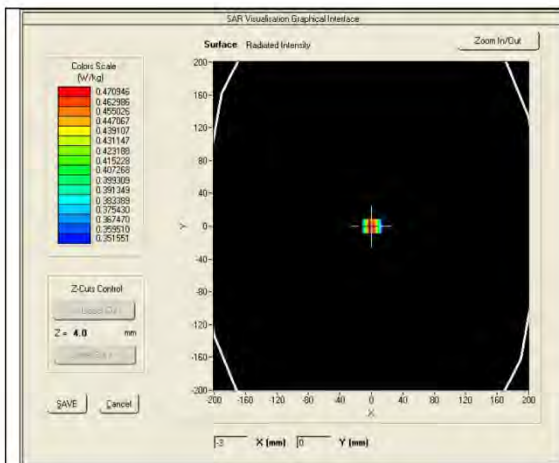 SAR Visualisation Graphical Interface
Surface Radiated Intensity
Zoom In/Out
Colors Scale
(W/kg)
0.470946
0.462986
0.455026
0.447067
0.439107
0.431147
0.423188
0.415228
0.407268
0.399309
0.391349
0.383389
0.375430
0.367470
0.359510
0.351551
Z-Cuts Control
Z = 4.0 mm
SAVE
Cancel
200
160
120
80
40
0
-40
-80
-120
-160
-200
Y
-200 -160 -120 -80 -40 0 40 80 120 160 200
X
-3 X (mm) 0 Y (mm)